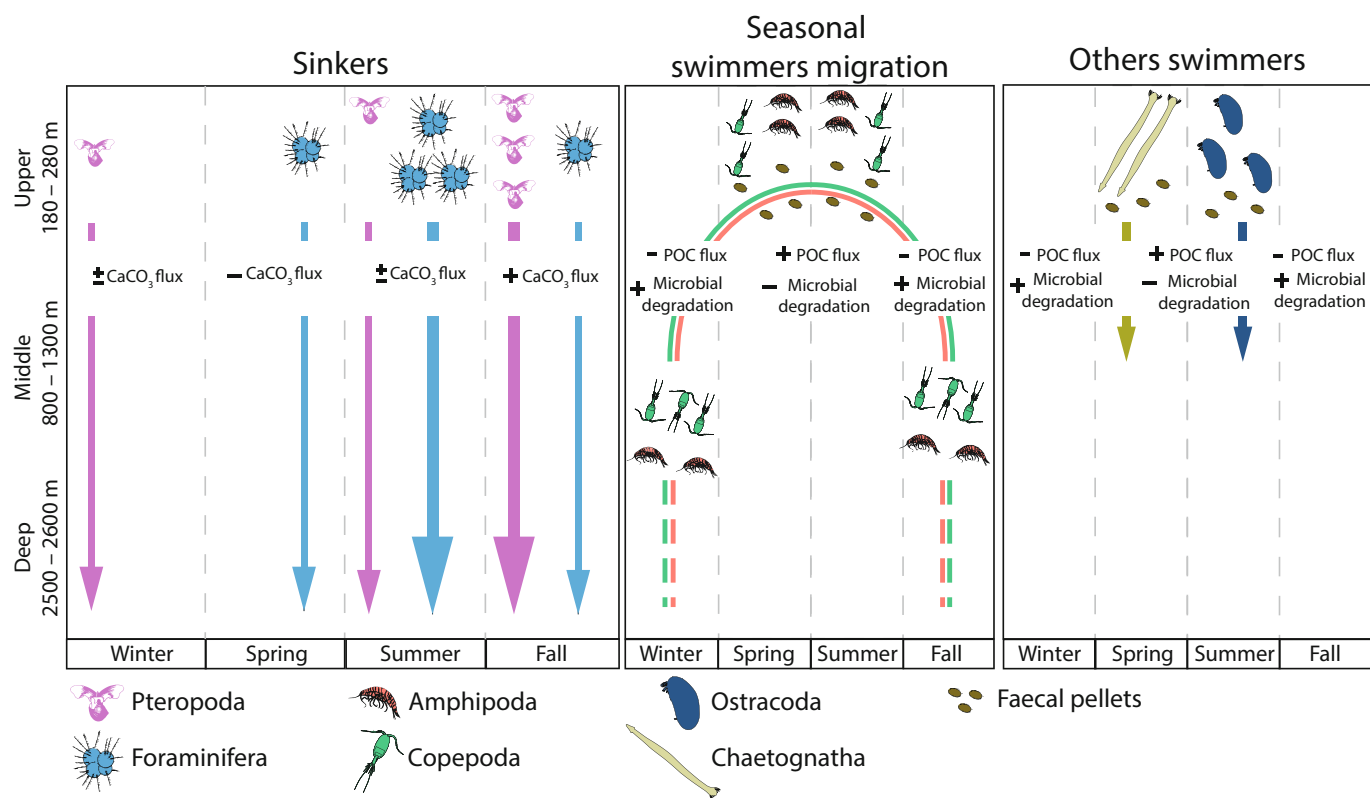 Sinkers
Seasonal
swimmers migration
Others swimmers
Upper
180 – 280 m
Middle
800 – 1300 m
Deep
2500 – 2600 m
± CaCO₃ flux
− CaCO₃ flux
± CaCO₃ flux
+ CaCO₃ flux
- POC flux
+ Microbial
degradation
+ POC flux
− Microbial
degradation
- POC flux
+ Microbial
degradation
- POC flux
+ Microbial
degradation
+ POC flux
− Microbial
degradation
- POC flux
+ Microbial
degradation
Winter Spring Summer Fall
Winter Spring Summer Fall
Winter Spring Summer Fall
Pteropoda
Amphipoda
Ostracoda
Faecal pellets
Foraminifera
Copepoda
Chaetognatha